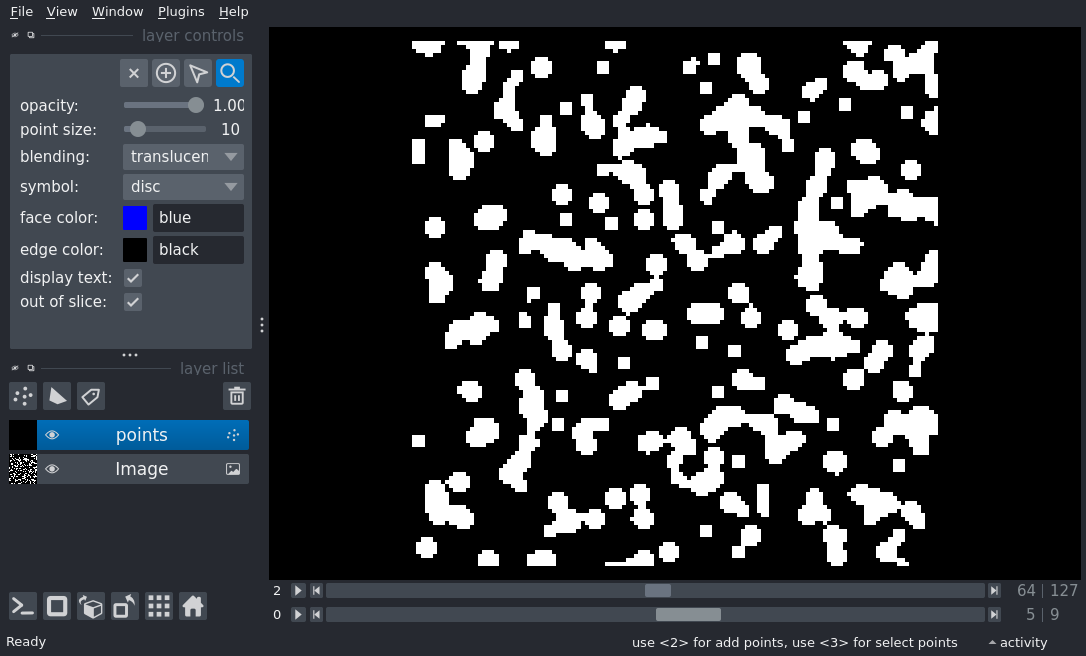 File View Window Plugins Help
layer controls
opacity: 1.00
point size: 10
blending: translucen
symbol: disc
face color: blue
edge color: black
display text:
out of slice:
layer list
points
Image
2 64 | 127
0 5 | 9
Ready use <2> for add points, use <3> for select points activity